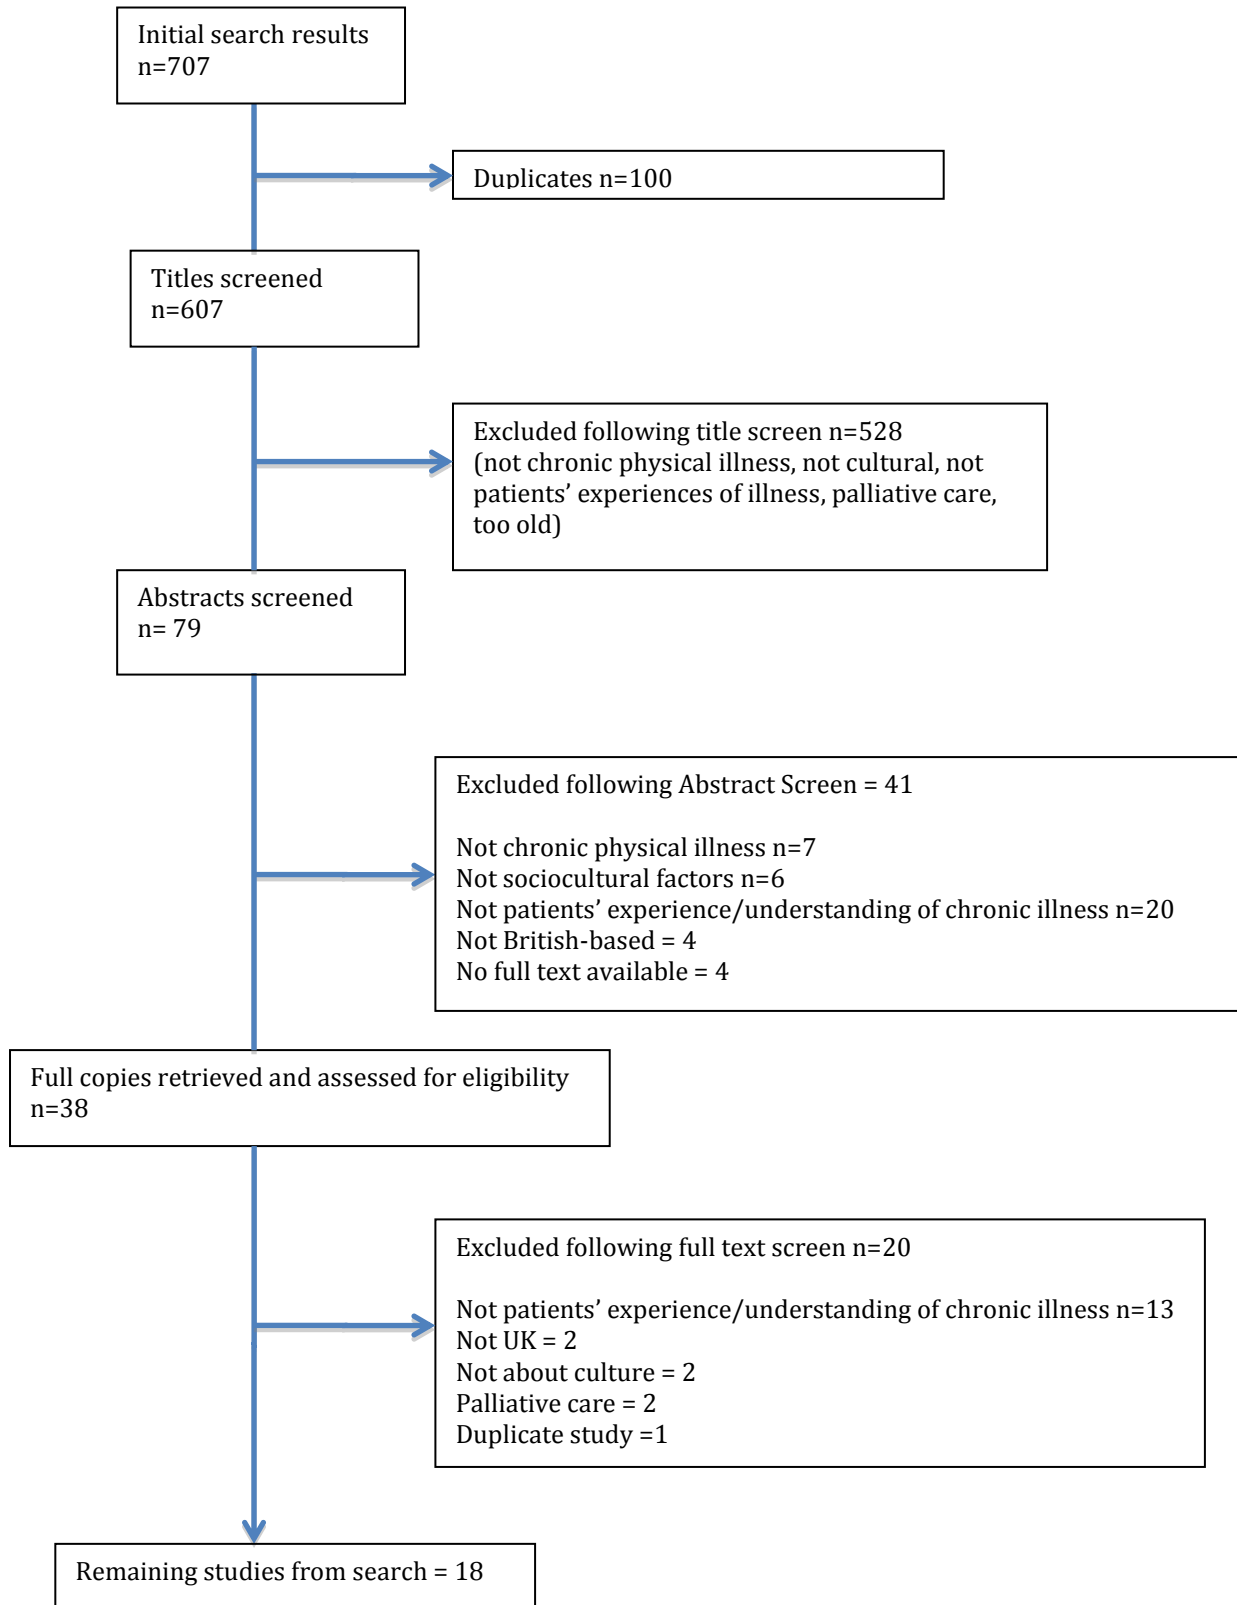 Initial search results
n=707
Duplicates n=100
Titles screened
n=607
Excluded following title screen n=528
(not chronic physical illness, not cultural, not
patients’ experiences of illness, palliative care,
too old)
Abstracts screened
n= 79
Excluded following Abstract Screen = 41
Not chronic physical illness n=7
Not sociocultural factors n=6
Not patients’ experience/understanding of chronic illness n=20
Not British-based = 4
No full text available = 4
Full copies retrieved and assessed for eligibility
n=38
Excluded following full text screen n=20
Not patients’ experience/understanding of chronic illness n=13
Not UK = 2
Not about culture = 2
Palliative care = 2
Duplicate study =1
Remaining studies from search = 18